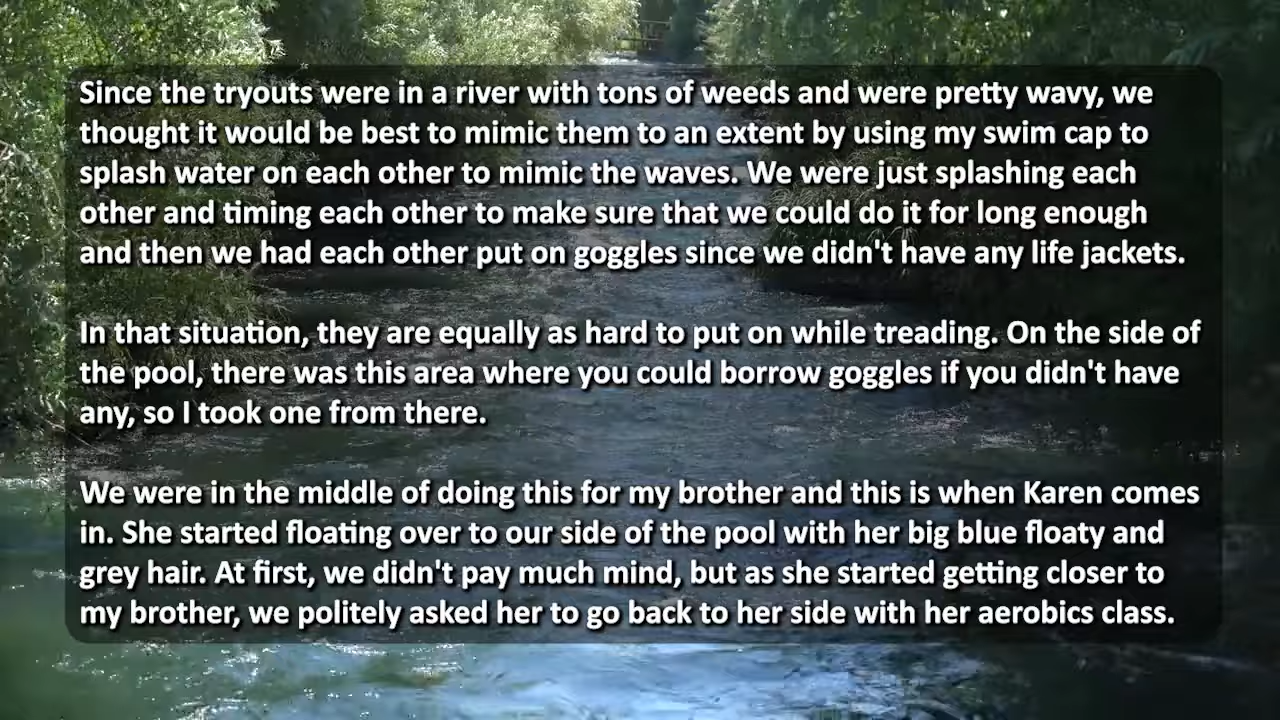 Since the tryouts were in a river with tons of weeds and were pretty wavy, we
thought it would be best to mimic them to an extent by using my swim cap to
splash water on each other to mimic the waves. We were just splashing each
other and timing each other to make sure that we could do it for long enough
and then we had each other put on goggles since we didn't have any life jackets.
In that situation, they are equally as hard to put on while treading. On the side of
the pool, there was this area where you could borrow goggles if you didn't have
any, so I took one from there.
We were in the middle of doing this for my brother and this is when Karen comes
in. She started floating over to our side of the pool with her big blue floaty and
grey hair. At first, we didn't pay much mind, but as she started getting closer to
my brother, we politely asked her to go back to her side with her aerobics class.